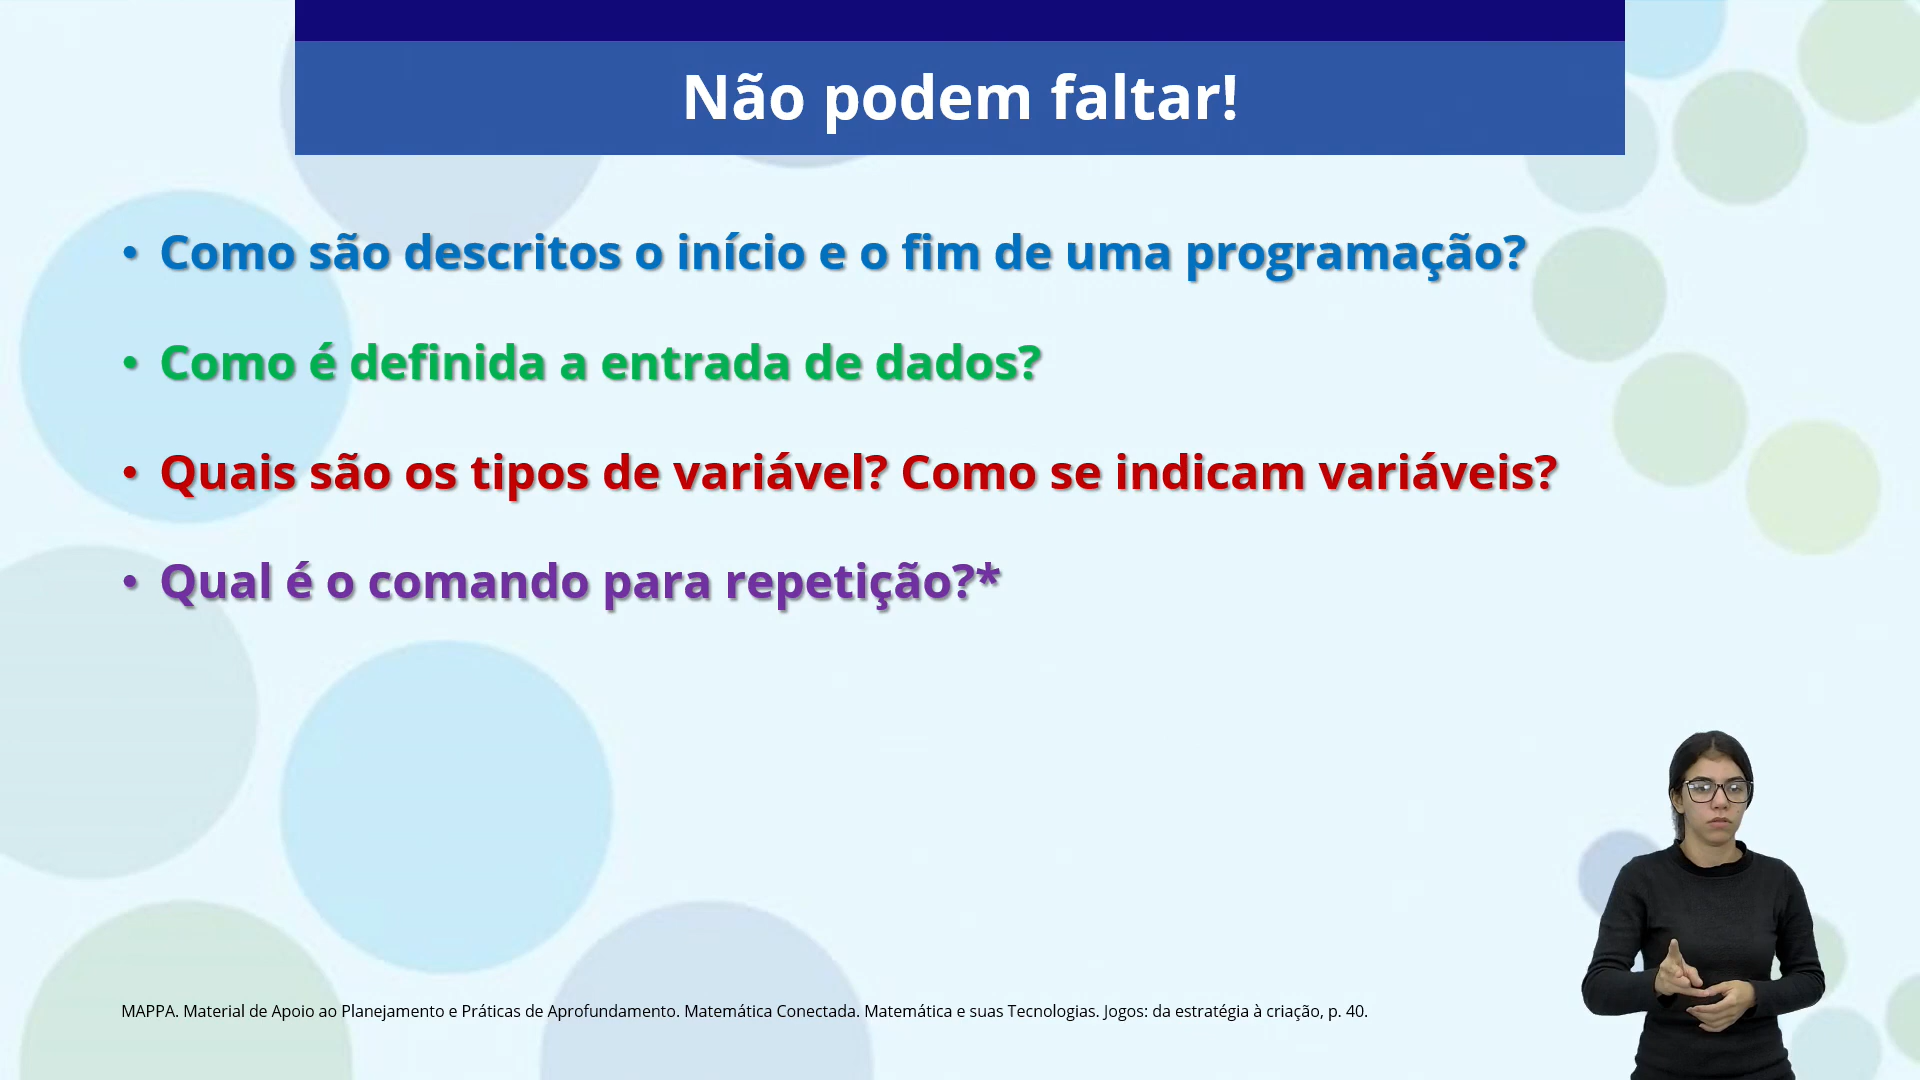 Não podem faltar!
• Como são descritos o início e o fim de uma programação?
• Como é definida a entrada de dados?
• Quais são os tipos de variável? Como se indicam variáveis?
• Qual é o comando para repetição?*
MAPPA. Material de Apoio ao Planejamento e Práticas de Aprofundamento. Matemática Conectada. Matemática e suas Tecnologias. Jogos: da estratégia à criação, p. 40.